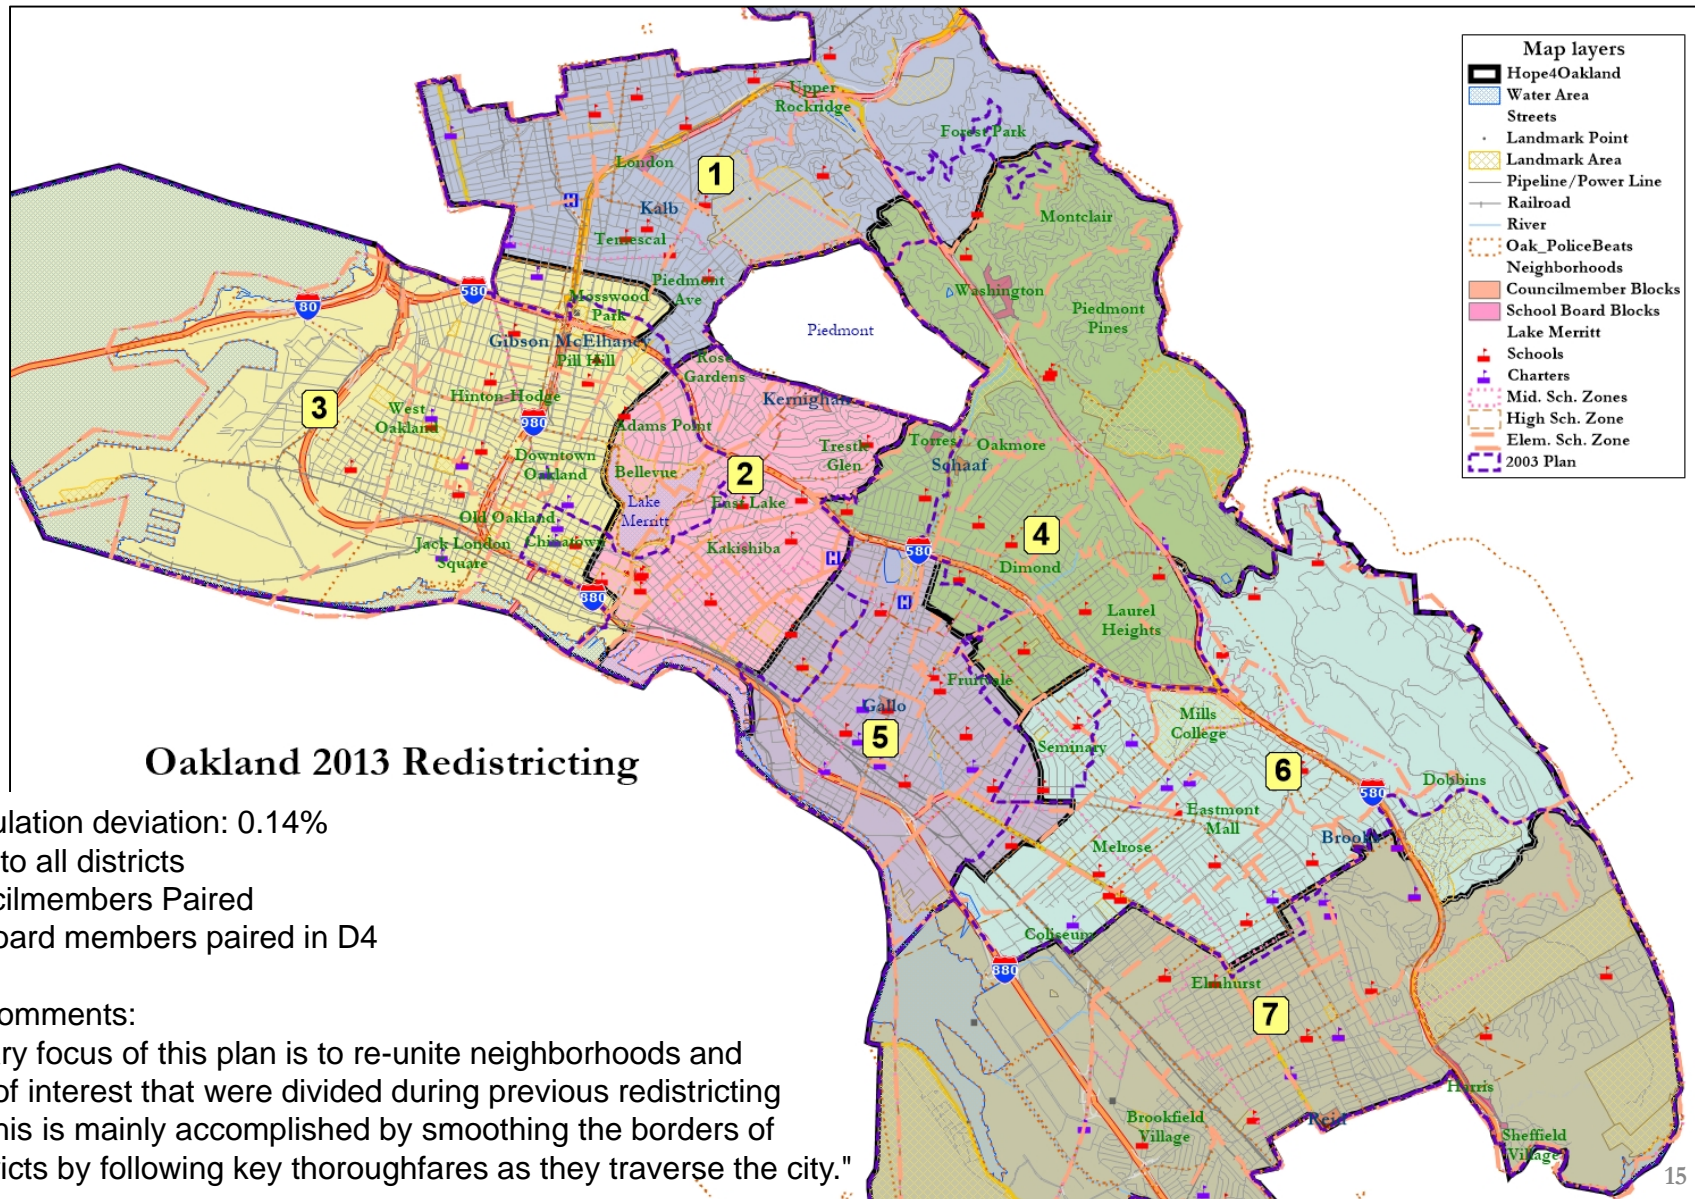 Map layers
Hope4Oakland
Water Area
Streets
Landmark Point
Landmark Area
Pipeline/Power Line
Railroad
River
Oak_PoliceBeats
Neighborhoods
Councilmember Blocks
School Board Blocks
Lake Merritt
Schools
Charters
Mid. Sch. Zones
High Sch. Zone
Elem. Sch. Zone
2003 Plan
Upper
Rockridge
Forest Park
London
1
Kalb
Temescal
Montclair
Piedmont
Ave
Washington
Piedmont
Pines
80
580
Mosswood
Park
Piedmont
Gibson McElhaney
Pill Hill
Rose
Gardens
Hinton-Hodge
Kernighan
3
West
Oakland
980
Adams Point
Trestle
Glen
Torres
Oakmore
Schaaf
Downtown
Oakland
Bellevue
2
Lake
Merritt
East Lake
Old Oakland
Chinatown
Jack London
Square
Kakishiba
H
580
4
Dimond
880
H
Laurel
Heights
Fruitvale
Gallo
5
Mills
College
Seminary
6
Dobbins
580
Eastmont
Mall
Brooks
Melrose
Coliseum
880
Elmhurst
7
Harris
Brookfield
Village
Reid
Sheffield
Village
Oakland 2013 Redistricting
ulation deviation: 0.14%
to all districts
cilmembers Paired
oard members paired in D4
omments:
ry focus of this plan is to re-unite neighborhoods and
of interest that were divided during previous redistricting
his is mainly accomplished by smoothing the borders of
ricts by following key thoroughfares as they traverse the city."
15